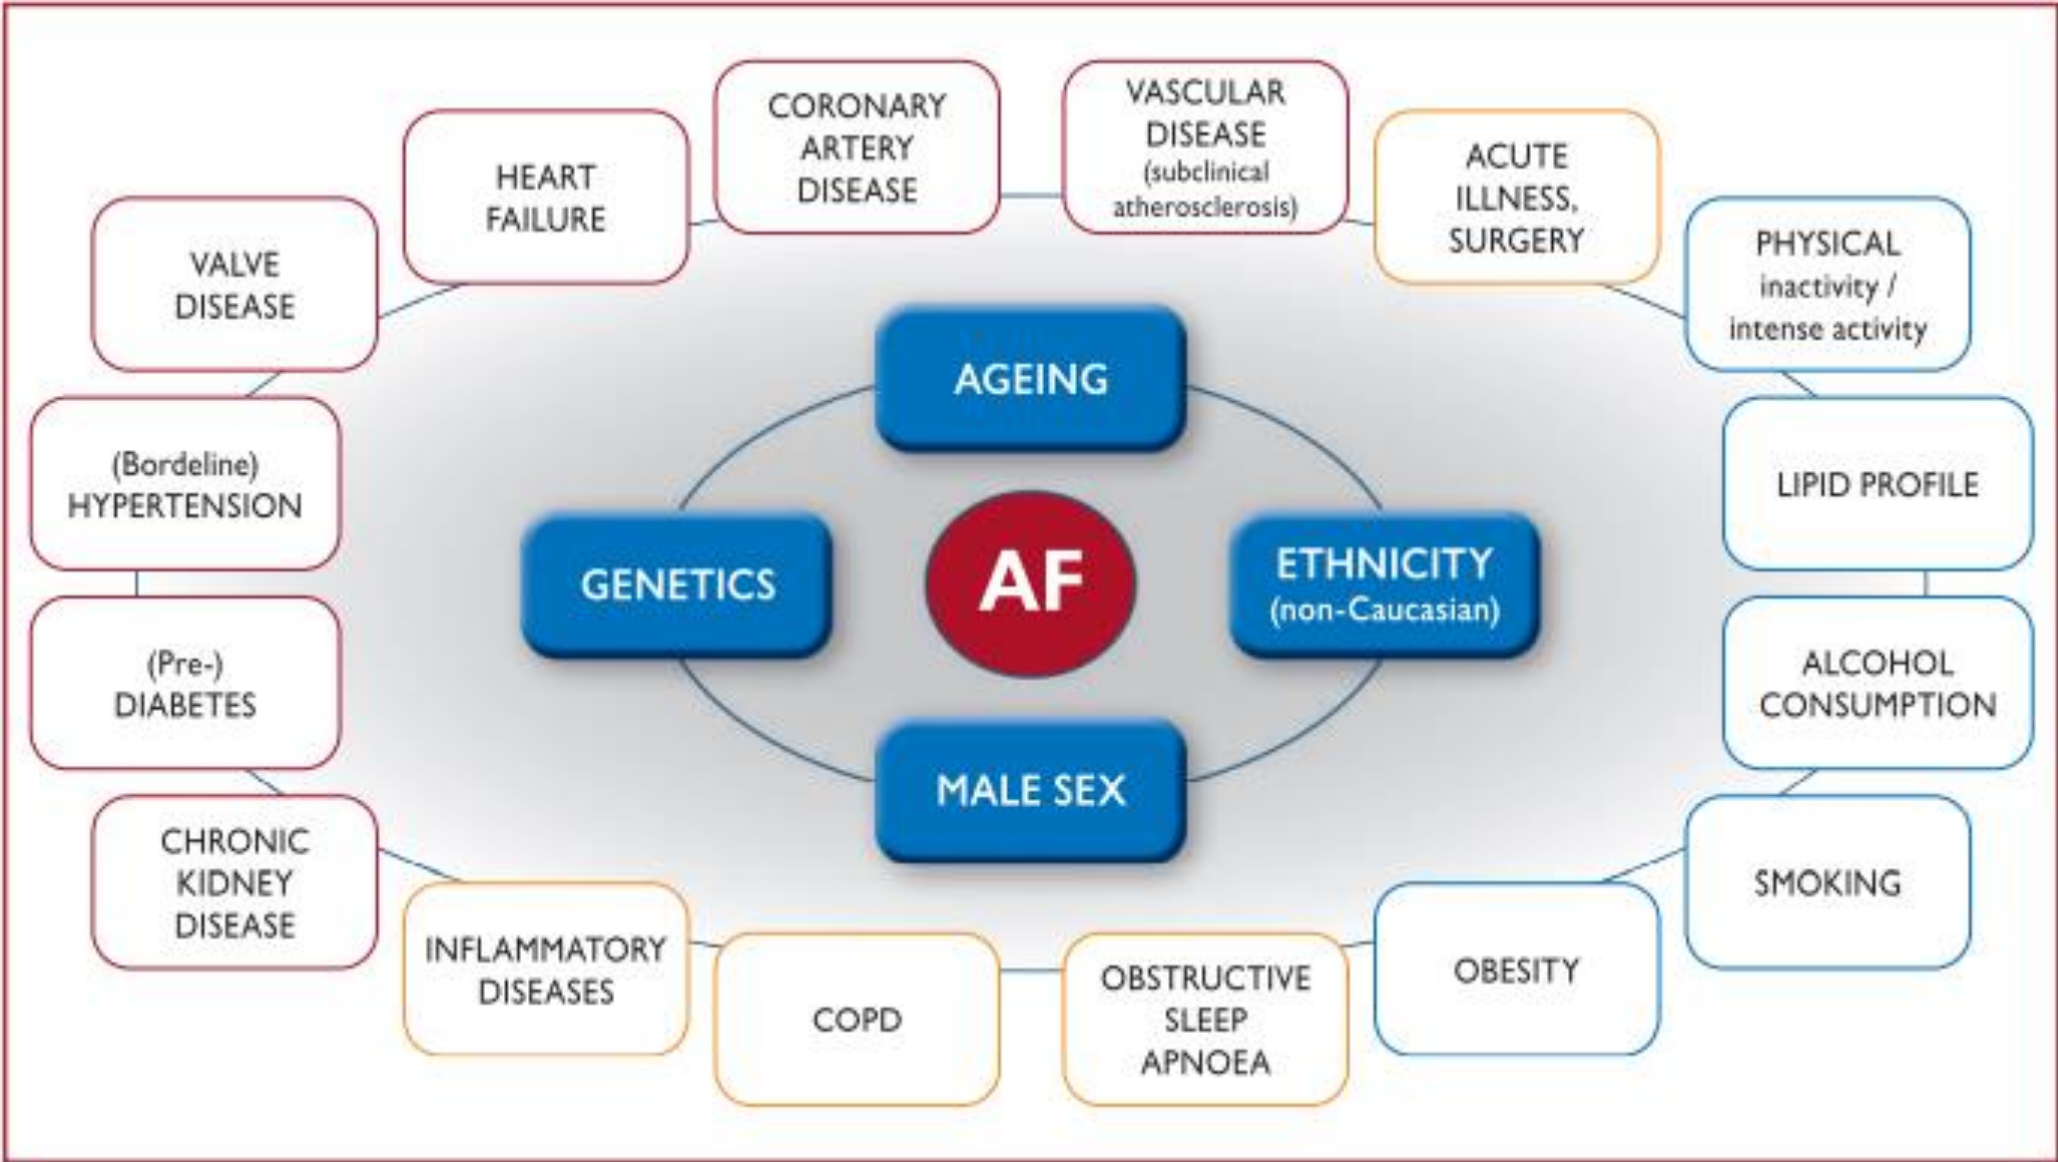 CORONARY
ARTERY
DISEASE
VASCULAR
DISEASE
(subclinical
atherosclerosis)
HEART
FAILURE
ACUTE
ILLNESS,
SURGERY
VALVE
DISEASE
PHYSICAL
inactivity /
intense activity
AGEING
(Bordeline)
HYPERTENSION
LIPID PROFILE
GENETICS
AF
ETHNICITY
(non-Caucasian)
(Pre-)
DIABETES
ALCOHOL
CONSUMPTION
MALE SEX
CHRONIC
KIDNEY
DISEASE
SMOKING
INFLAMMATORY
DISEASES
COPD
OBSTRUCTIVE
SLEEP
APNOEA
OBESITY